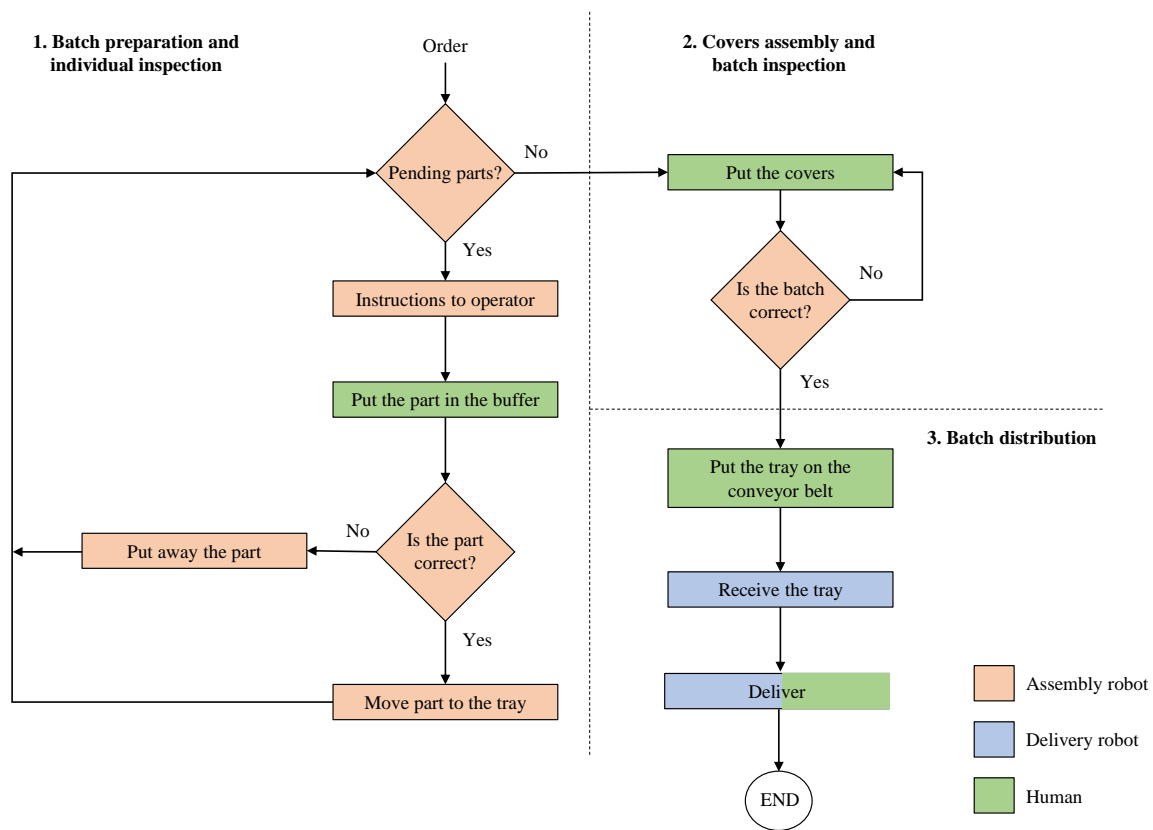 1. Batch preparation and
individual inspection
Order
Pending parts?
No
Yes
Instructions to operator
Put the part in the buffer
Is the part
correct?
No
Put away the part
Yes
Move part to the tray
2. Covers assembly and
batch inspection
Put the covers
Is the batch
correct?
No
Yes
3. Batch distribution
Put the tray on the
conveyor belt
Receive the tray
Deliver
END
Assembly robot
Delivery robot
Human